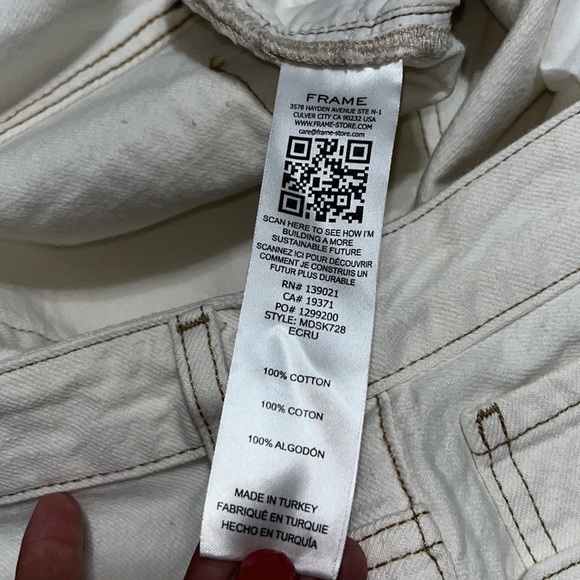 FRAME
3578 HAYDEN AVENUE STE N-1
CULVER CITY CA 90232 USA
WWW.FRAME-STORE.COM
care@frame-store.com
SCAN HERE TO SEE HOW I'M
BUILDING A MORE
SUSTAINABLE FUTURE
SCANNEZ ICI POUR DÉCOUVRIR
COMMENT JE CONSTRUIS UN
FUTUR PLUS DURABLE
RN# 139021
CA# 19371
PO# 1299200
STYLE: MDSK728
ECRU
100% COTTON
100% COTON
100% ALGODÓN
MADE IN TURKEY
FABRIQUÉ EN TURQUIE
HECHO EN TURQUÍA